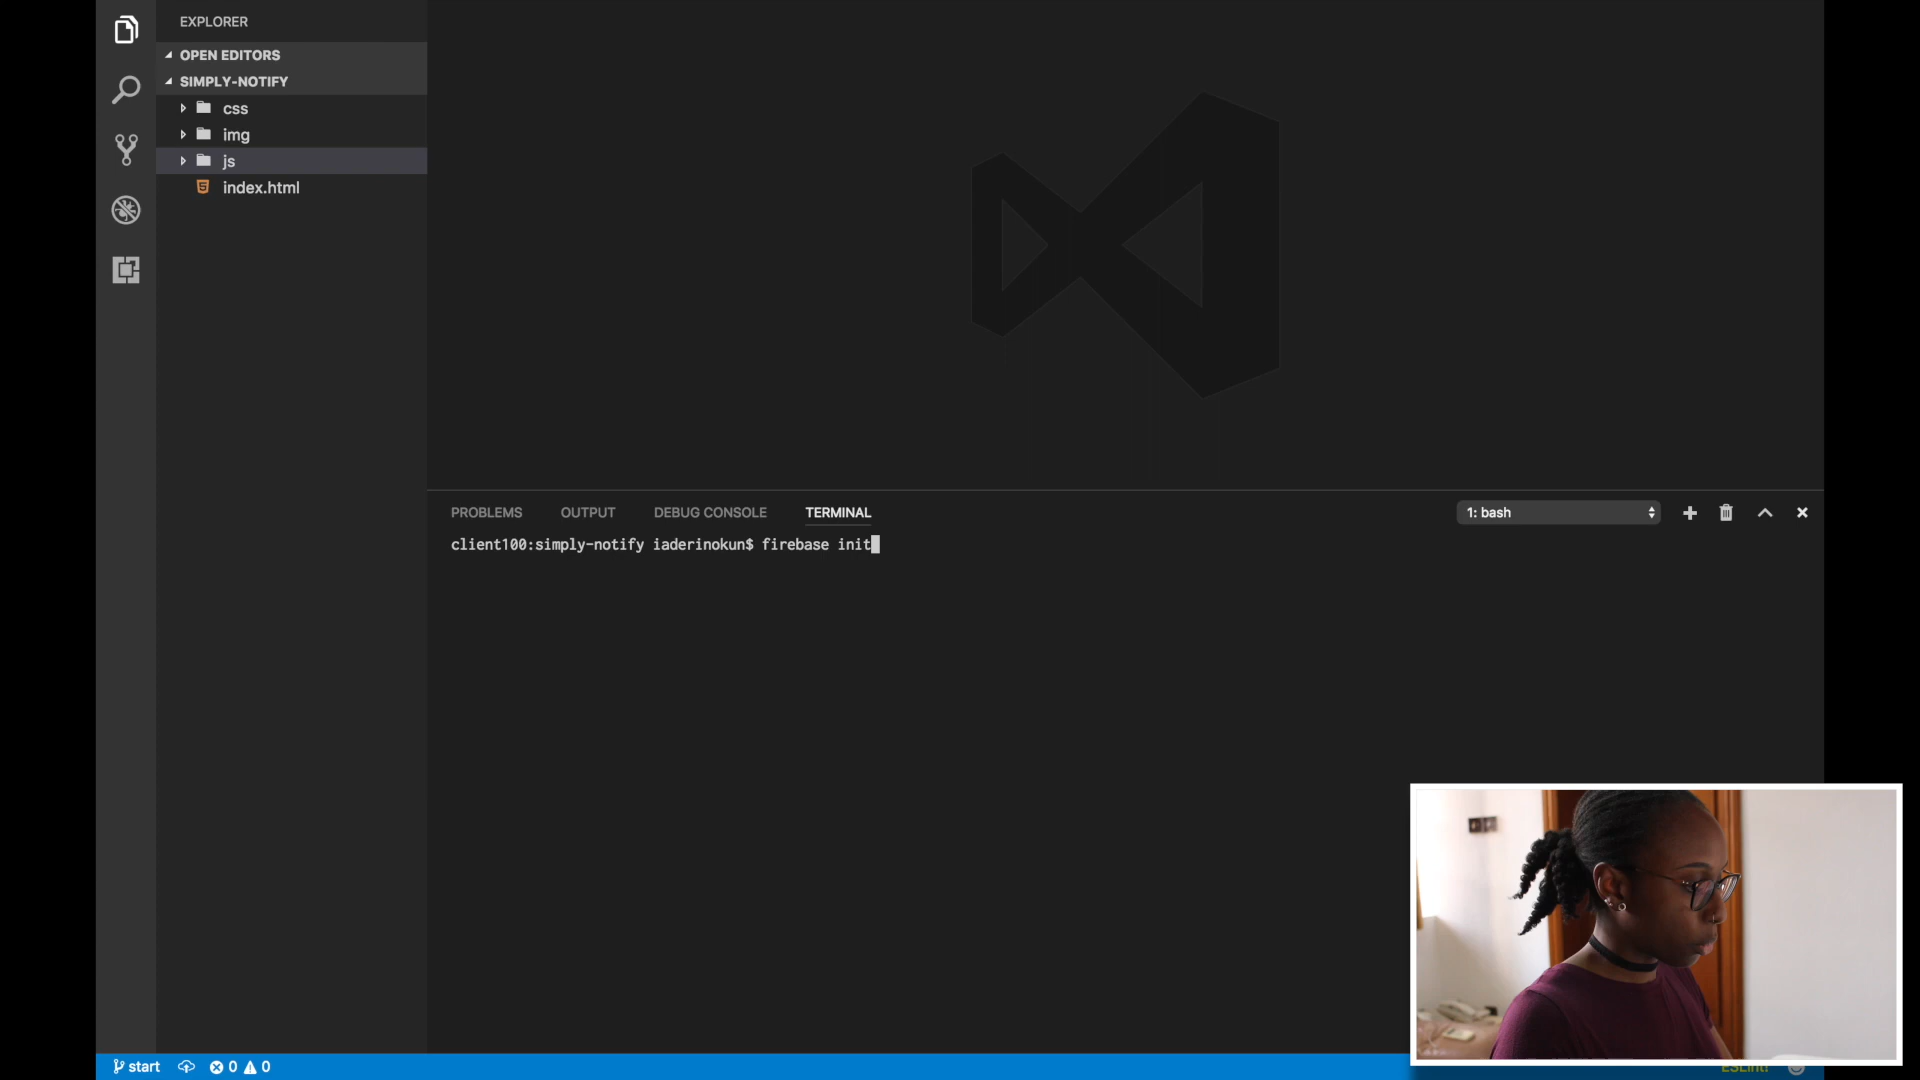 EXPLORER
OPEN EDITORS
SIMPLY-NOTIFY
css
img
js
index.html
PROBLEMS OUTPUT DEBUG CONSOLE TERMINAL 1: bash
client100:simply-notify iaderinokun$ firebase init
start 0 0 ESLint!